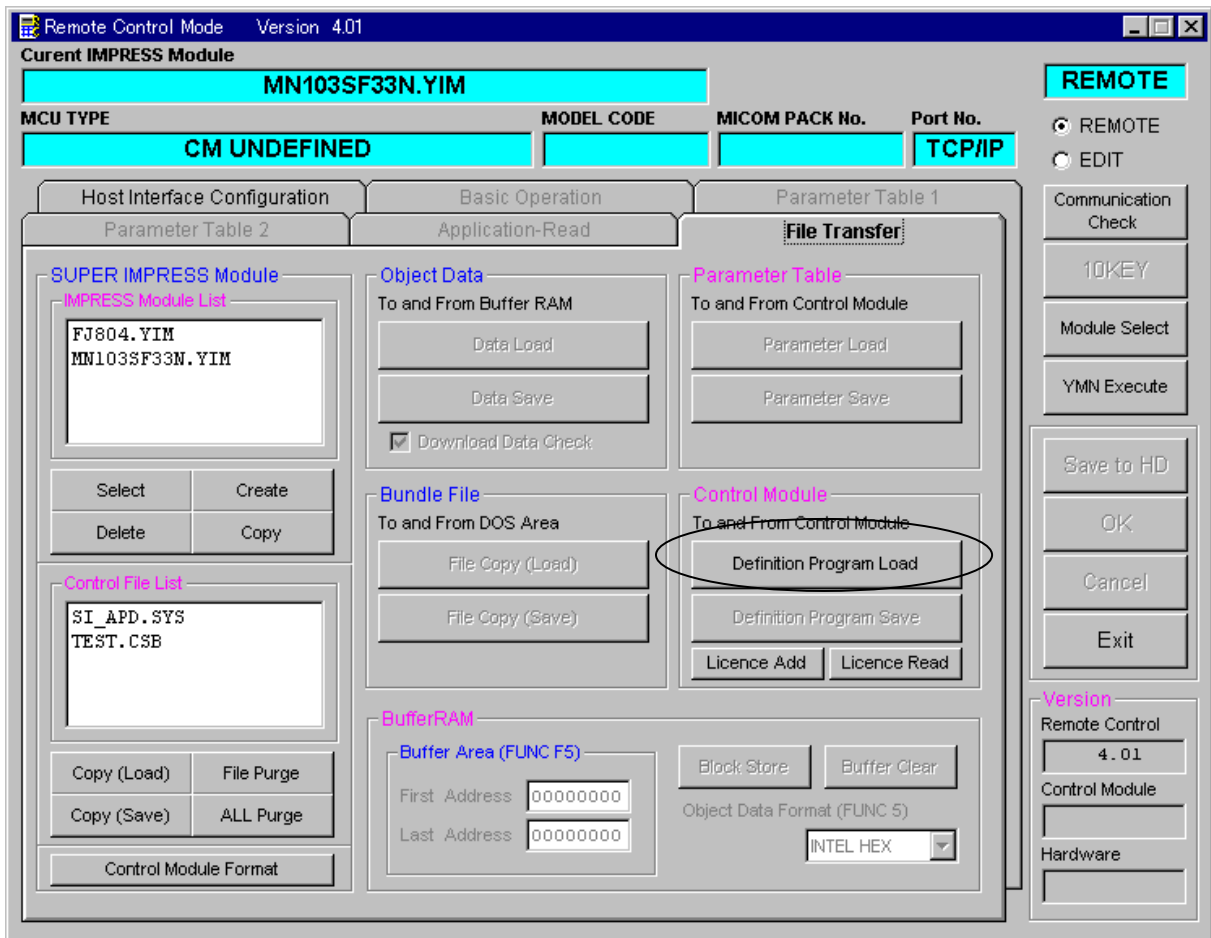 Remote Control Mode Version 4.01
Curent IMPRESS Module
MN103SF33N.YIM
MCU TYPE
MODEL CODE
MICOM PACK No.
Port No.
CM UNDEFINED
TCP/IP
REMOTE
REMOTE
EDIT
Host Interface Configuration
Basic Operation
Parameter Table 1
Parameter Table 2
Application-Read
File Transfer
SUPER IMPRESS Module
IMPRESS Module List
FJ804.YIM
MN103SF33N.YIM
Select
Create
Delete
Copy
Control File List
SI_APD.SYS
TEST.CSB
Copy (Load)
File Purge
Copy (Save)
ALL Purge
Control Module Format
Object Data
To and From Buffer RAM
Data Load
Data Save
Download Data Check
Parameter Table
To and From Control Module
Parameter Load
Parameter Save
Bundle File
To and From DOS Area
File Copy (Load)
File Copy (Save)
Control Module
To and From Control Module
Definition Program Load
Definition Program Save
Licence Add
Licence Read
BufferRAM
Buffer Area (FUNC F5)
First Address
00000000
Last Address
00000000
Block Store
Buffer Clear
Object Data Format (FUNC 5)
INTEL HEX
Communication
Check
10KEY
Module Select
YMN Execute
Save to HD
OK
Cancel
Exit
Version
Remote Control
4.01
Control Module
Hardware